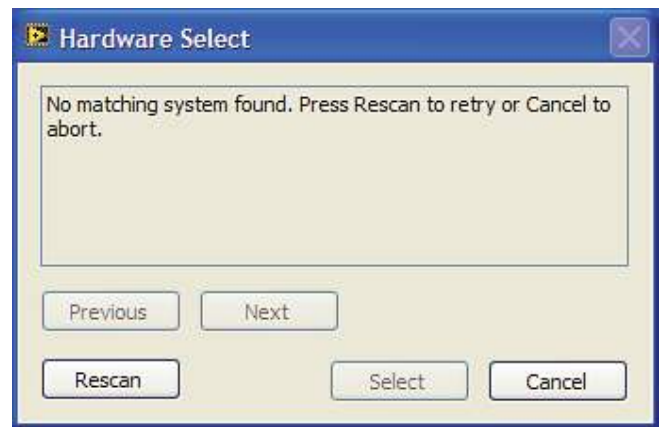 Hardware Select
No matching system found. Press Rescan to retry or Cancel to
abort.
Previous Next
Rescan Select Cancel